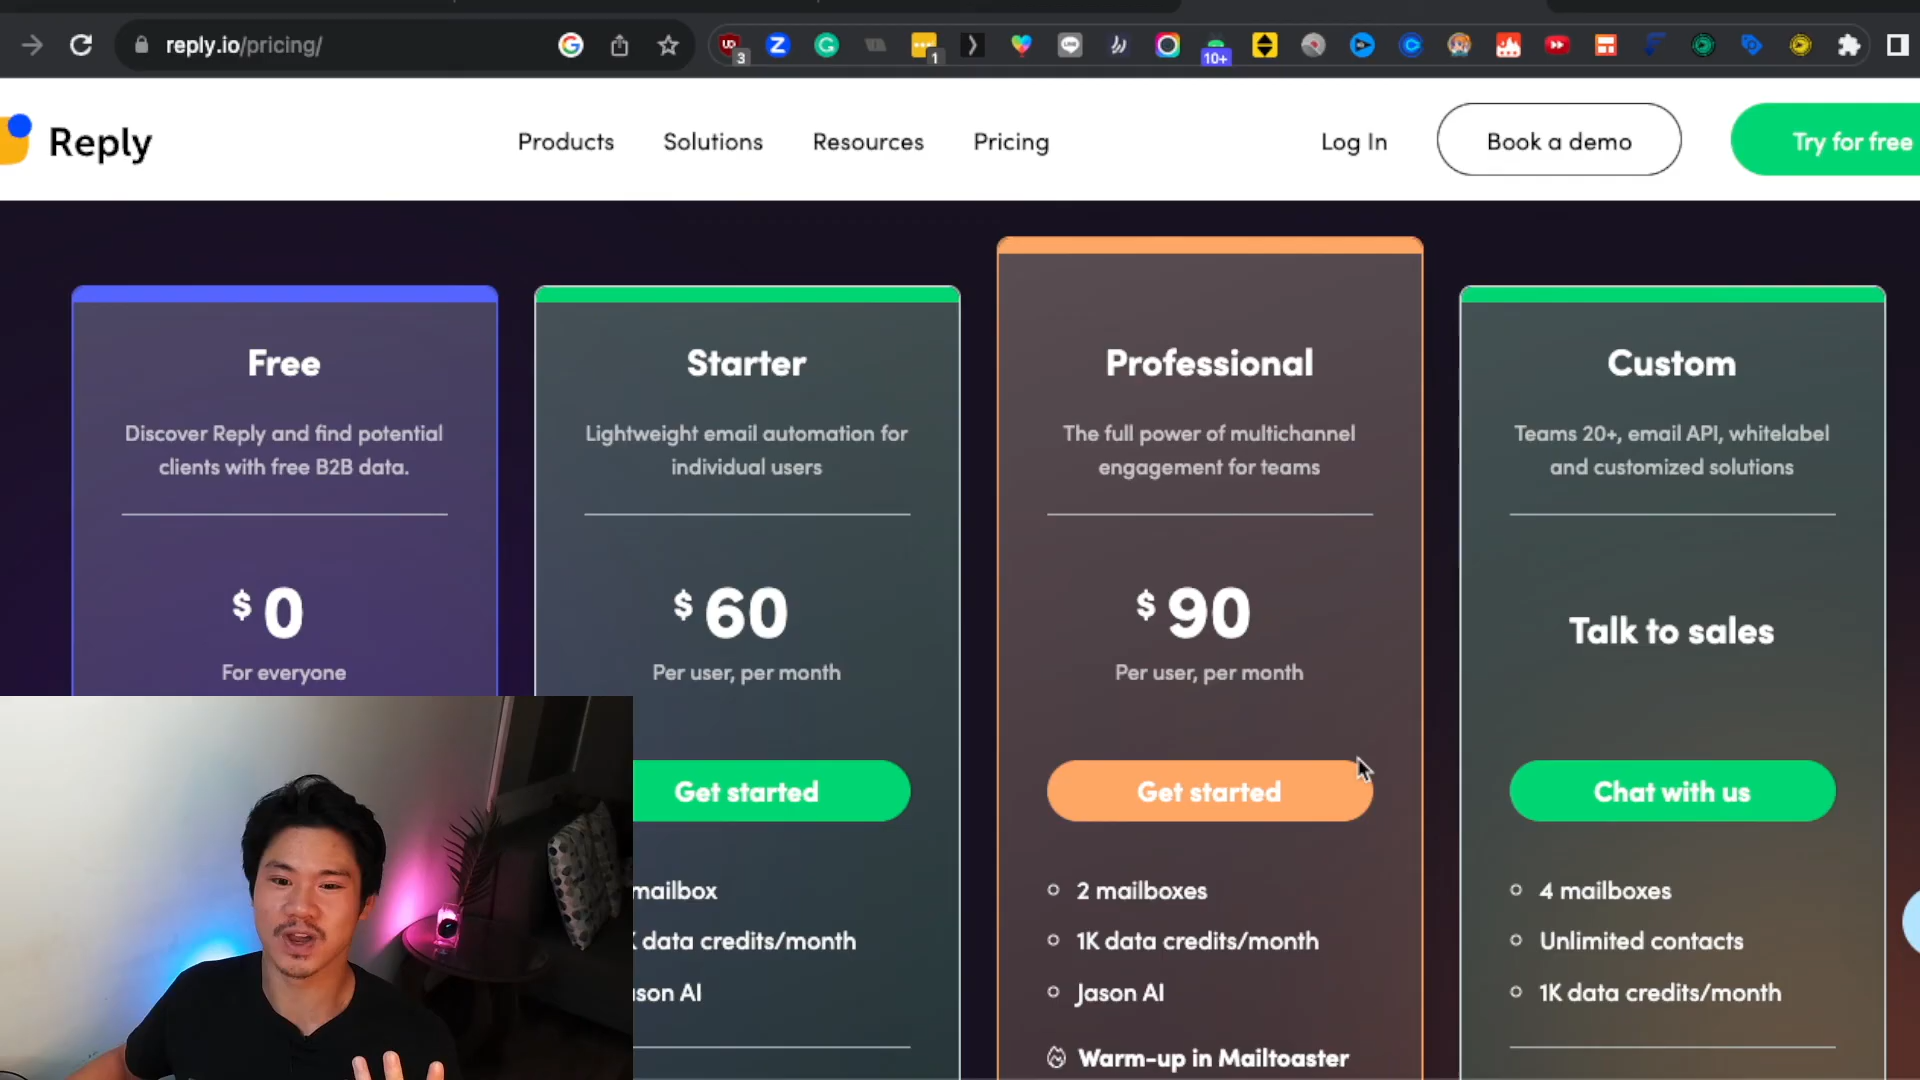 reply.io/pricing/
3
1
10+
Reply
Products
Solutions
Resources
Pricing
Log In
Book a demo
Try for free
Free
Discover Reply and find potential
clients with free B2B data.
$ 0
For everyone
Starter
Lightweight email automation for
individual users
$ 60
Per user, per month
Get started
mailbox
K data credits/month
ason AI
Professional
The full power of multichannel
engagement for teams
$ 90
Per user, per month
Get started
2 mailboxes
1K data credits/month
Jason AI
Warm-up in Mailtoaster
Custom
Teams 20+, email API, whitelabel
and customized solutions
Talk to sales
Chat with us
4 mailboxes
Unlimited contacts
1K data credits/month